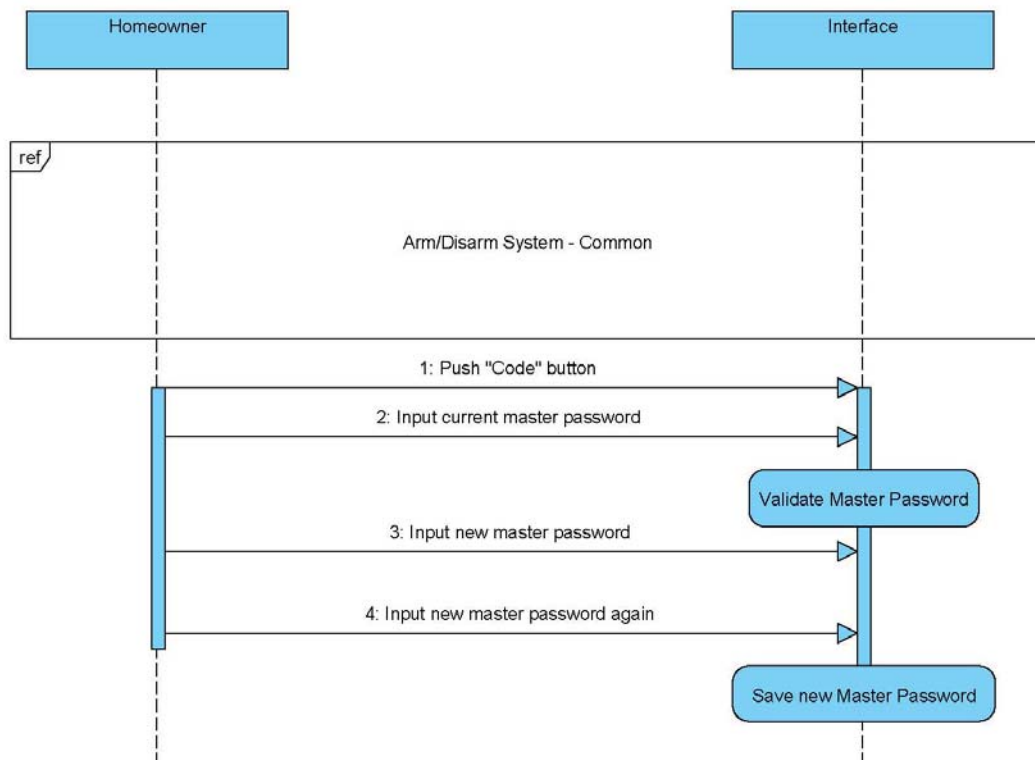 Homeowner
Interface
ref
Arm/Disarm System - Common
1: Push "Code" button
2: Input current master password
Validate Master Password
3: Input new master password
4: Input new master password again
Save new Master Password